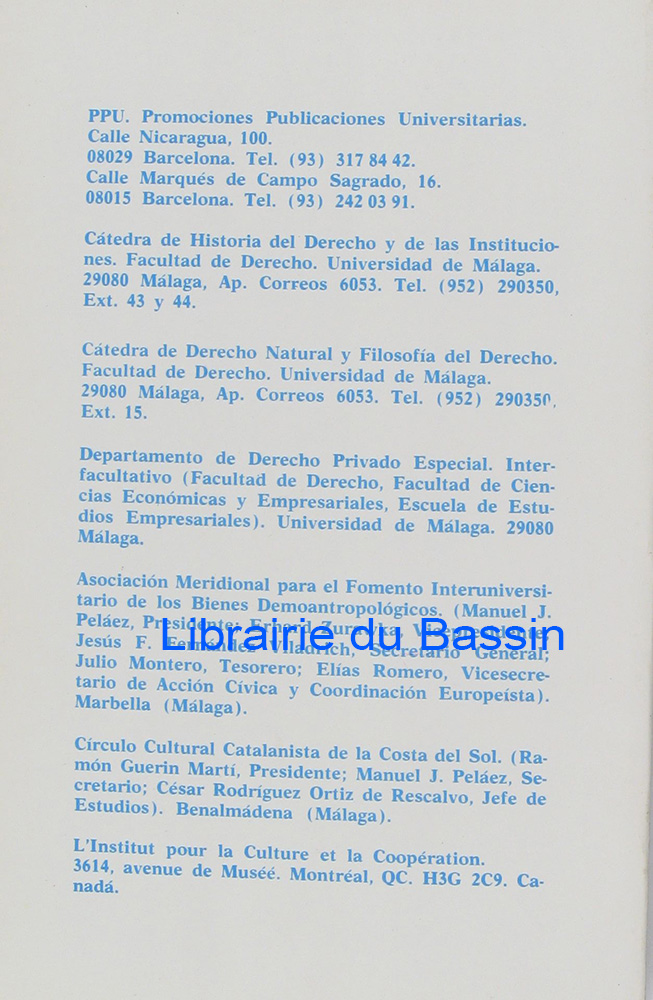 PPU. Promociones Publicaciones Universitarias.
Calle Nicaragua, 100.
08029 Barcelona. Tel. (93) 317 84 42.
Calle Marqués de Campo Sagrado, 16.
08015 Barcelona. Tel. (93) 242 03 91.
Cátedra de Historia del Derecho y de las Institucio-
nes. Facultad de Derecho. Universidad de Málaga.
29080 Málaga, Ap. Correos 6053. Tel. (952) 290350,
Ext. 43 y 44.
Cátedra de Derecho Natural y Filosofía del Derecho.
Facultad de Derecho. Universidad de Málaga.
29080 Málaga, Ap. Correos 6053. Tel. (952) 290350,
Ext. 15.
Departamento de Derecho Privado Especial. Inter-
facultativo (Facultad de Derecho, Facultad de Cien-
cias Económicas y Empresariales, Escuela de Estu-
dios Empresariales). Universidad de Málaga. 29080
Málaga.
Asociación Meridional para el Fomento Interuniversi-
tario de los Bienes Demoantropológicos. (Manuel J.
Peláez, Presidente;
Librairie du Bassin
Jesús F. Fernández Viladrich, Secretario General;
Julio Montero, Tesorero; Elías Romero, Vicesecre-
tario de Acción Cívica y Coordinación Europeísta).
Marbella (Málaga).
Círculo Cultural Catalanista de la Costa del Sol. (Ra-
món Guerin Martí, Presidente; Manuel J. Peláez, Se-
cretario; César Rodríguez Ortiz de Rescalvo, Jefe de
Estudios). Benalmádena (Málaga).
L'Institut pour la Culture et la Coopération.
3614, avenue de Muséé. Montréal, QC. H3G 2C9. Ca-
nadá.